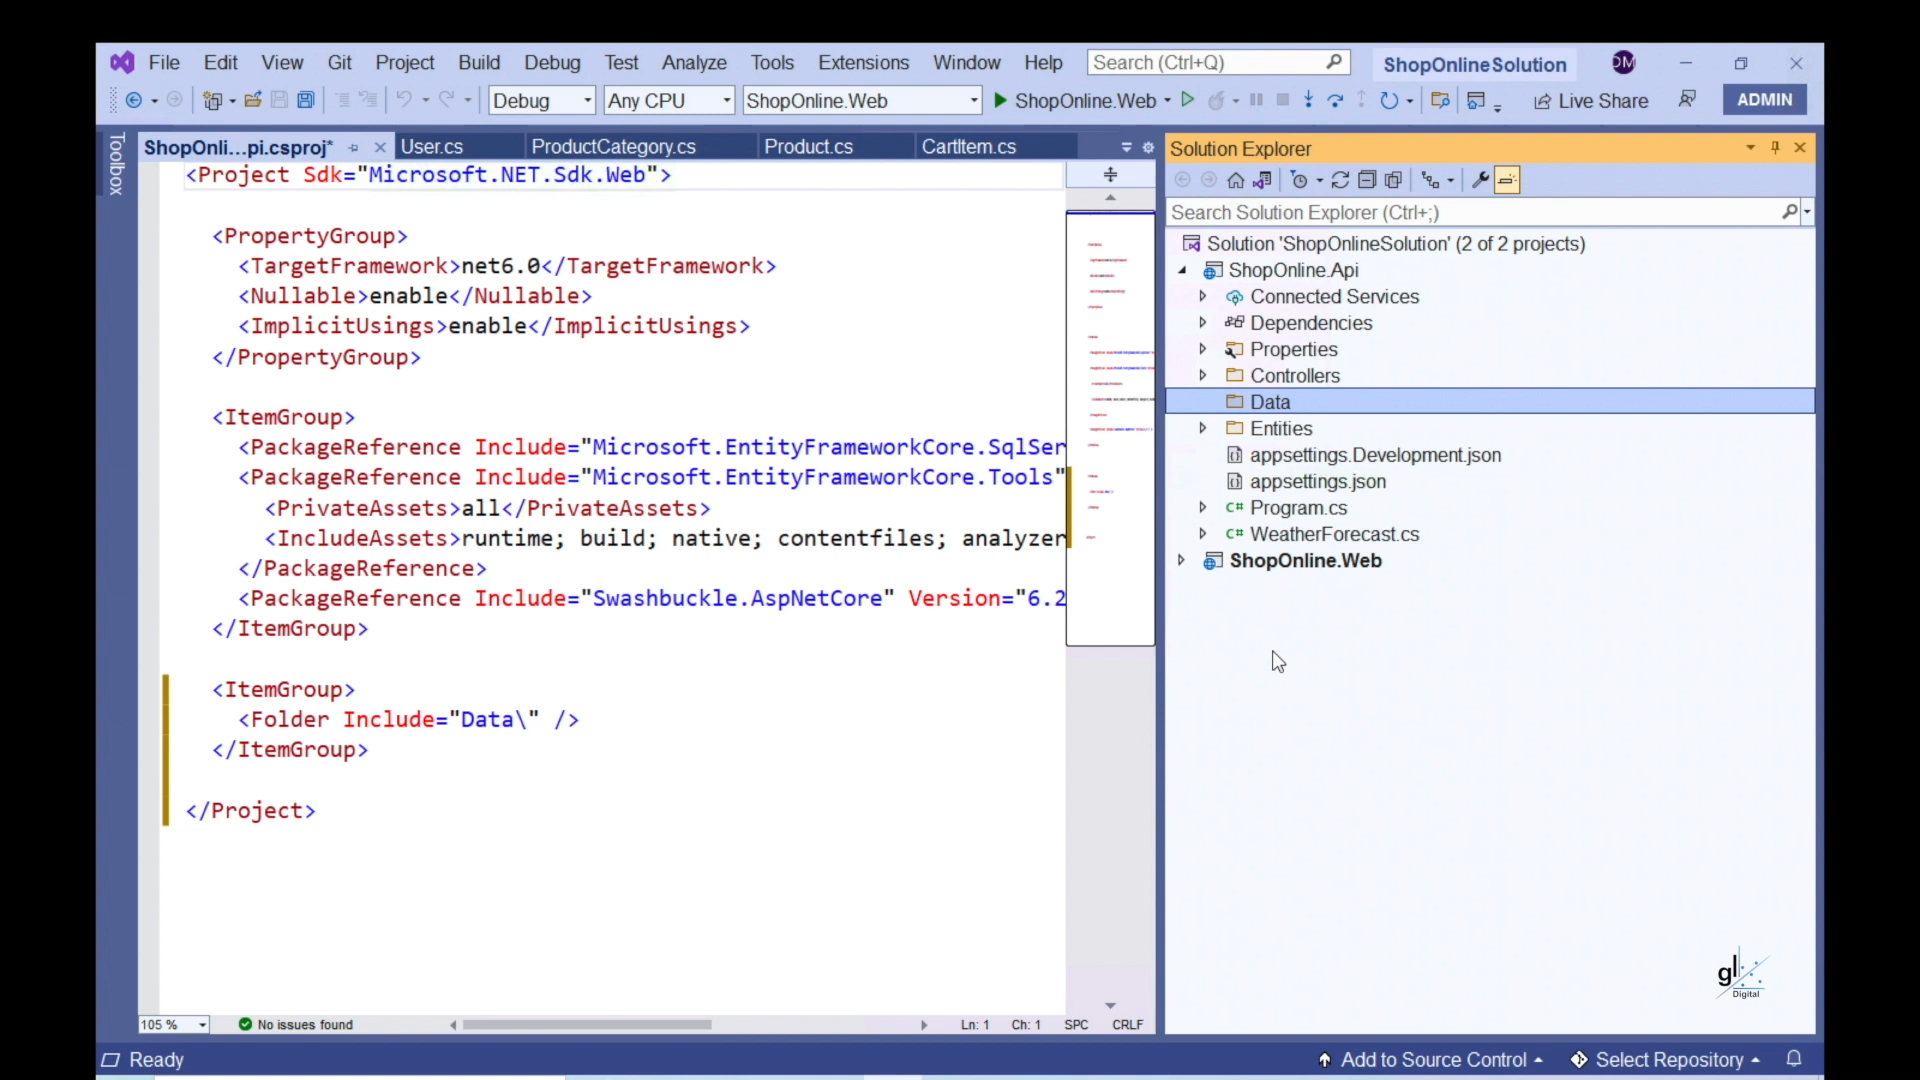 File Edit View Git Project Build Debug Test Analyze Tools Extensions Window Help Search (Ctrl+Q) ShopOnlineSolution DM
Debug Any CPU ShopOnline.Web ShopOnline.Web Live Share ADMIN
Toolbox
ShopOnli...pi.csproj* User.cs ProductCategory.cs Product.cs CartItem.cs
<Project Sdk="Microsoft.NET.Sdk.Web">
<PropertyGroup>
<TargetFramework>net6.0</TargetFramework>
<Nullable>enable</Nullable>
<ImplicitUsings>enable</ImplicitUsings>
</PropertyGroup>
<ItemGroup>
<PackageReference Include="Microsoft.EntityFrameworkCore.SqlSer
<PackageReference Include="Microsoft.EntityFrameworkCore.Tools"
<PrivateAssets>all</PrivateAssets>
<IncludeAssets>runtime; build; native; contentfiles; analyzer
</PackageReference>
<PackageReference Include="Swashbuckle.AspNetCore" Version="6.2
</ItemGroup>
<ItemGroup>
<Folder Include="Data\" />
</ItemGroup>
</Project>
105 % No issues found Ln: 1 Ch: 1 SPC CRLF
Solution Explorer
Search Solution Explorer (Ctrl+;)
Solution 'ShopOnlineSolution' (2 of 2 projects)
ShopOnline.Api
Connected Services
Dependencies
Properties
Controllers
Data
Entities
appsettings.Development.json
appsettings.json
C# Program.cs
C# WeatherForecast.cs
ShopOnline.Web
gl
Digital
Ready Add to Source Control Select Repository